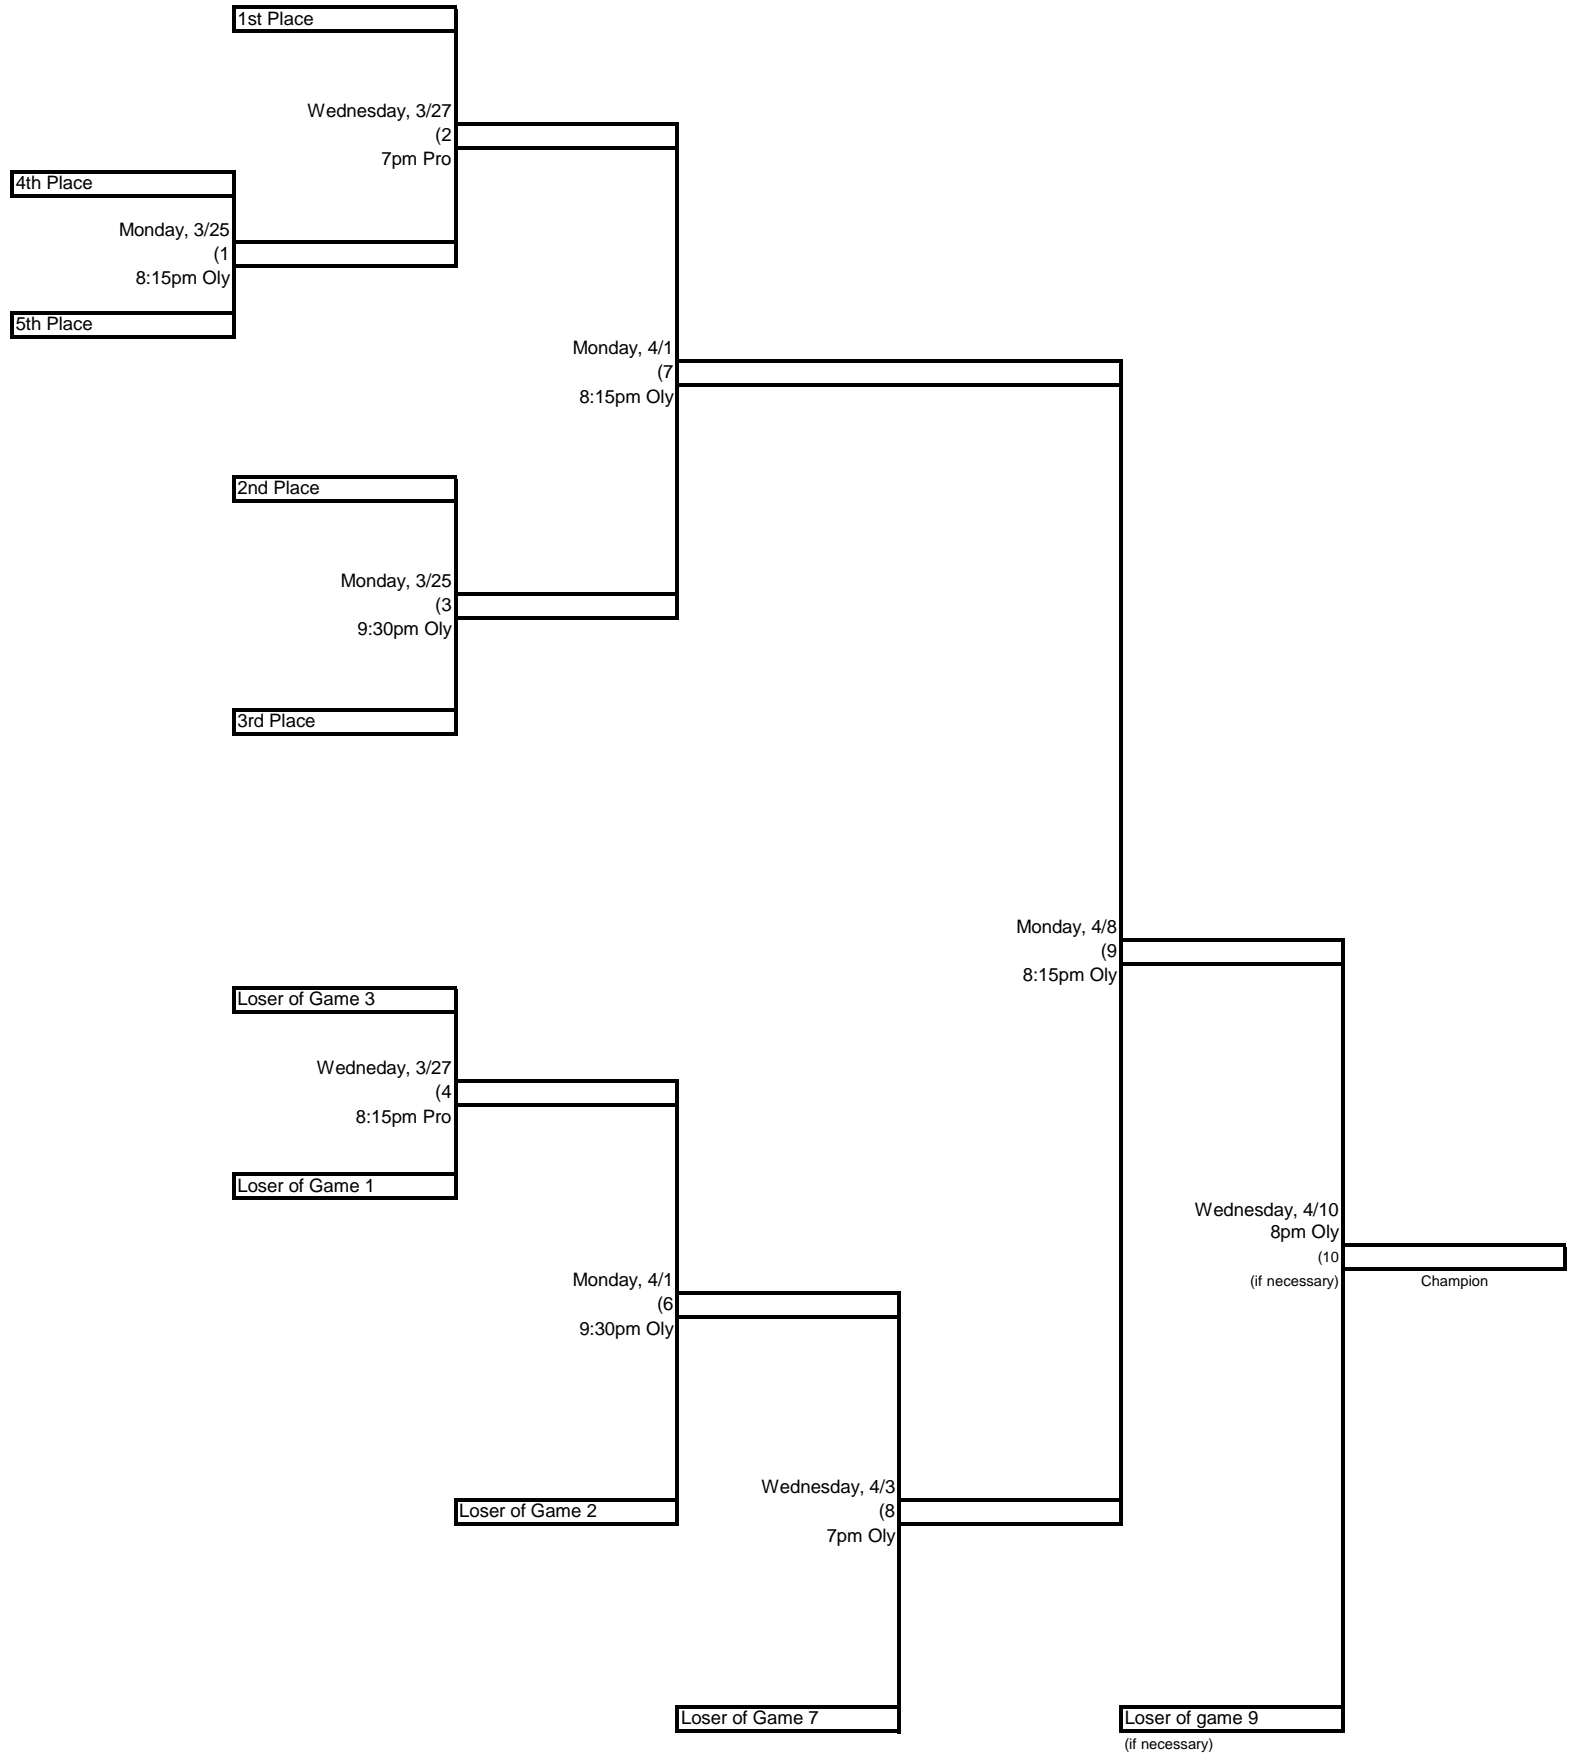 1st Place
Wednesday, 3/27
(2
7pm Pro
4th Place
Monday, 3/25
(1
8:15pm Oly
5th Place
Monday, 4/1
(7
8:15pm Oly
2nd Place
Monday, 3/25
(3
9:30pm Oly
3rd Place
Monday, 4/8
(9
8:15pm Oly
Loser of Game 3
Wedneday, 3/27
(4
8:15pm Pro
Loser of Game 1
Wednesday, 4/10
8pm Oly
(10
(if necessary)
Champion
Monday, 4/1
(6
9:30pm Oly
Loser of Game 2
Wednesday, 4/3
(8
7pm Oly
Loser of Game 7
Loser of game 9
(if necessary)